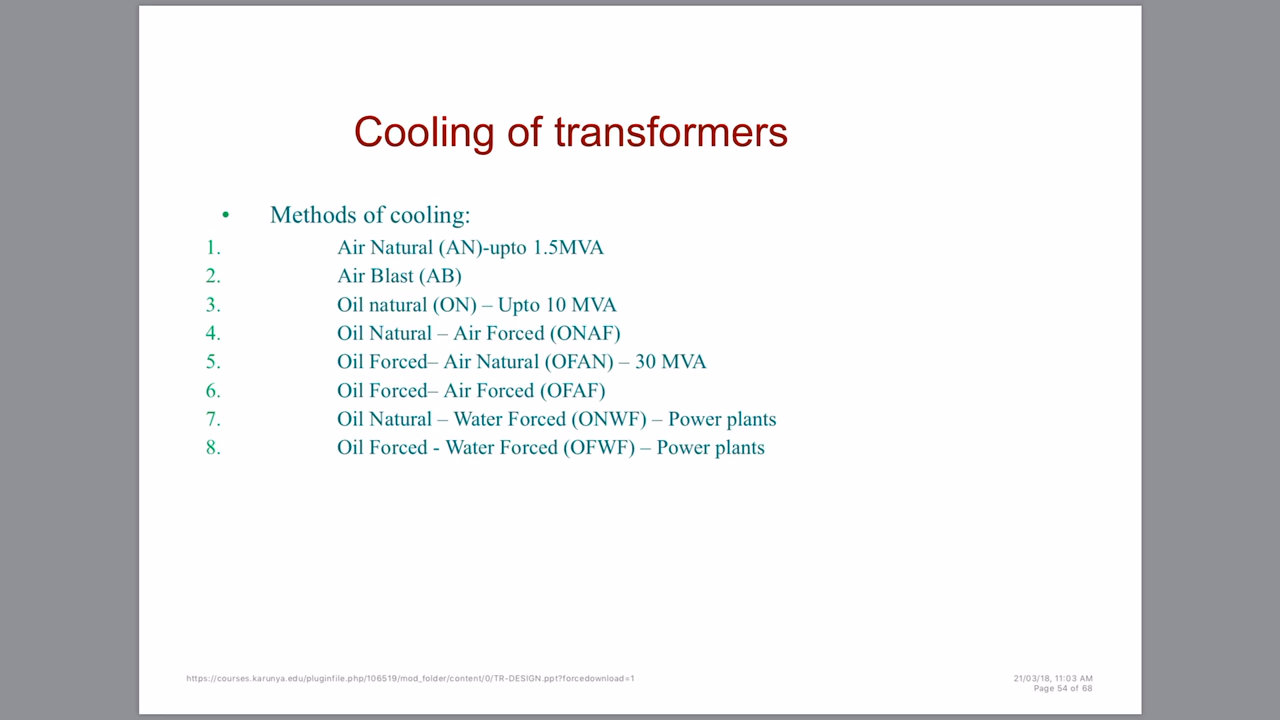 Cooling of transformers
• Methods of cooling:
1. Air Natural (AN)-upto 1.5MVA
2. Air Blast (AB)
3. Oil natural (ON) – Upto 10 MVA
4. Oil Natural – Air Forced (ONAF)
5. Oil Forced– Air Natural (OFAN) – 30 MVA
6. Oil Forced– Air Forced (OFAF)
7. Oil Natural – Water Forced (ONWF) – Power plants
8. Oil Forced - Water Forced (OFWF) – Power plants
https://courses.karunya.edu/pluginfile.php/106519/mod_folder/content/0/TR-DESIGN.ppt?forcedownload=1
21/03/18, 11:03 AM
Page 54 of 68